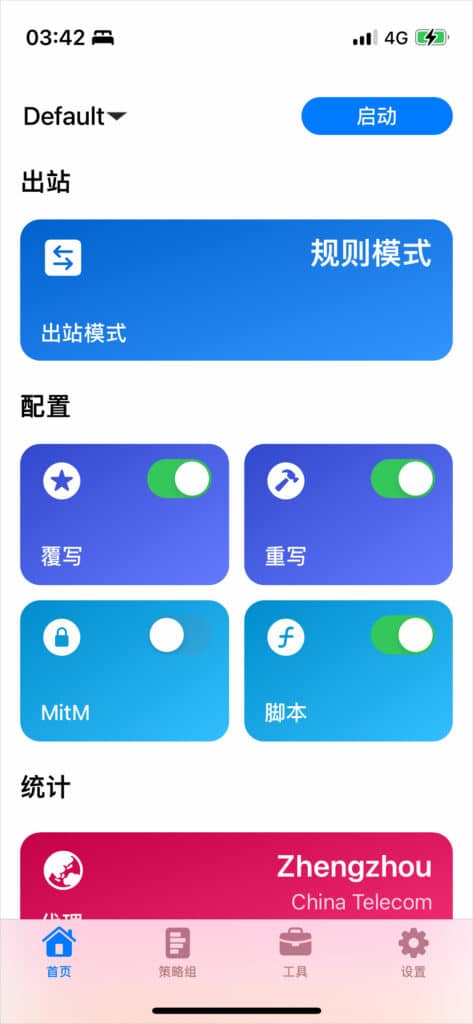 03:42
4G
Default
启动
出站
规则模式
出站模式
配置
覆写
重写
MitM
脚本
统计
Zhengzhou
China Telecom
代理
首页
策略组
工具
设置